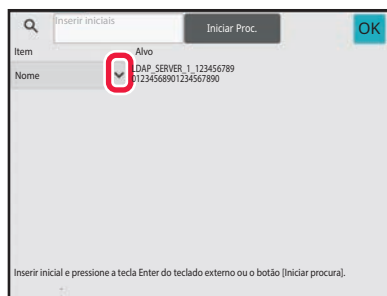 Inserir iniciais
Iniciar Proc.
OK
Item
Alvo
Nome
LDAP_SERVER_1_123456789
01234568901234567890
Inserir inicial e pressione a tecla Enter do teclado externo ou o botão [Iniciar procura].